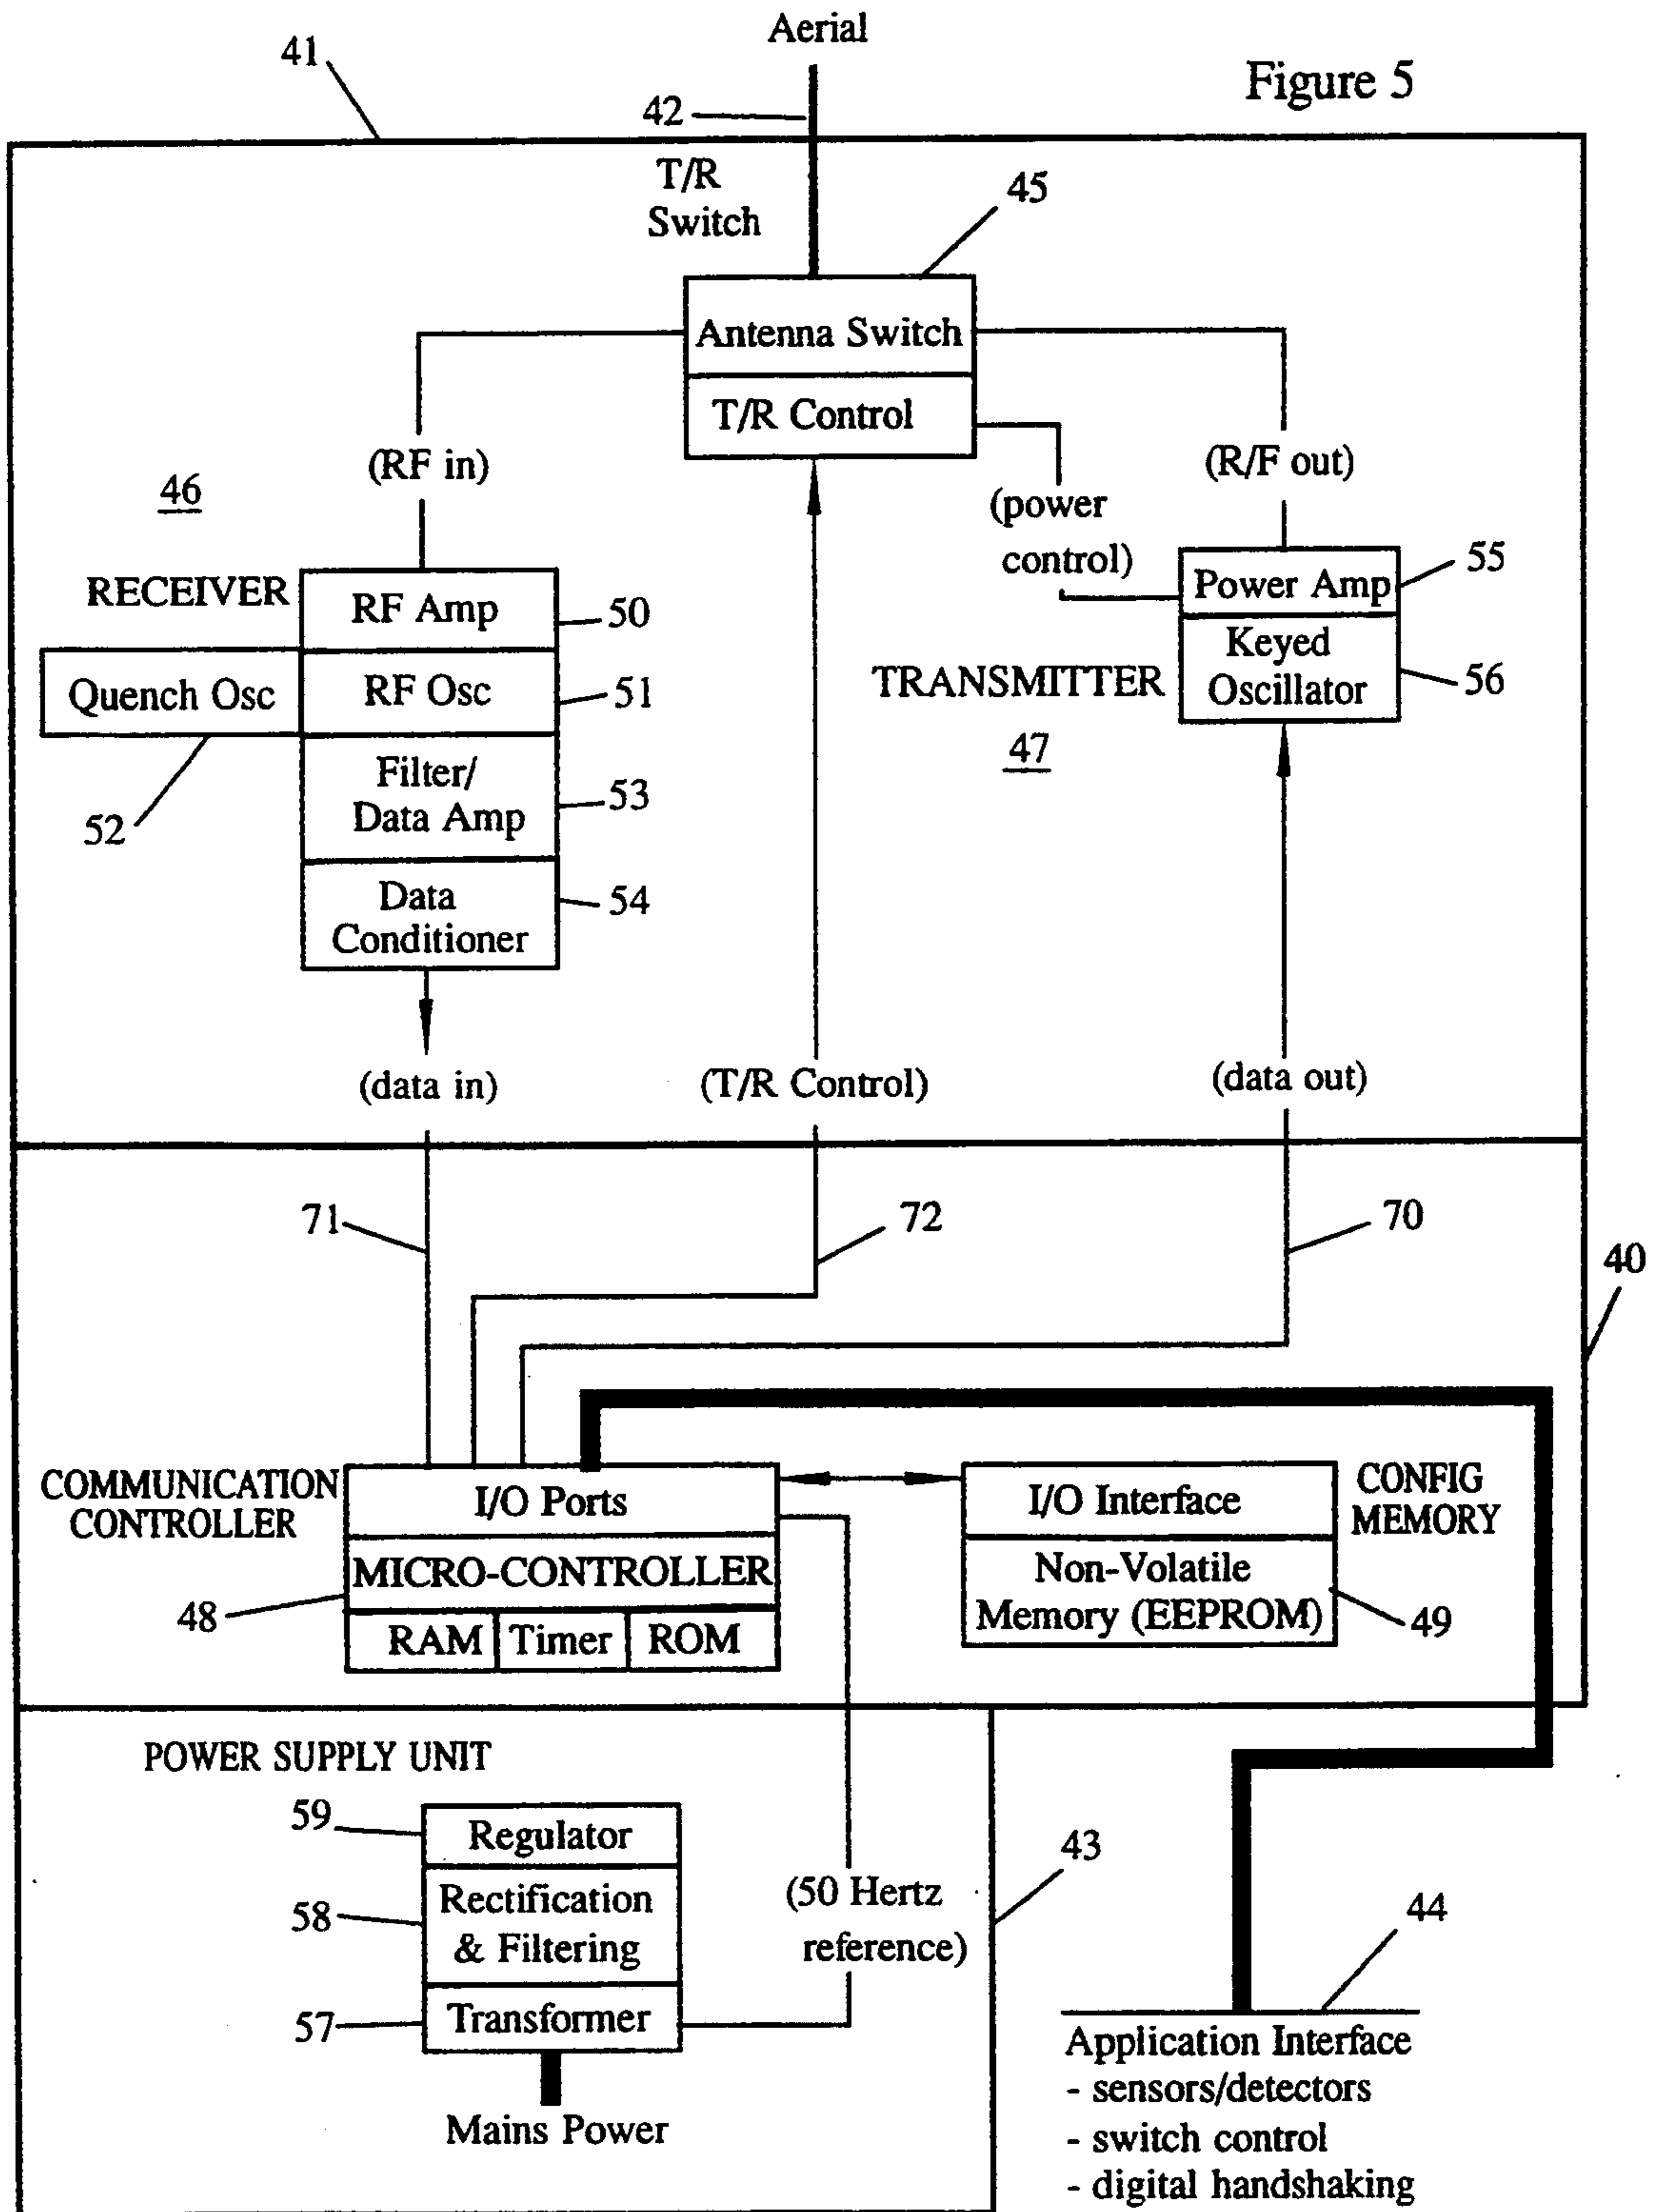 Aerial
Figure 5
41
42
T/R
Switch
45
Antenna Switch
T/R Control
(RF in)
(R/F out)
46
(power
control)
RECEIVER
RF Amp
50
Power Amp
55
Quench Osc
RF Osc
51
TRANSMITTER
Keyed
Oscillator
56
47
52
Filter/
Data Amp
53
Data
Conditioner
54
(data in)
(T/R Control)
(data out)
71
72
70
40
COMMUNICATION
CONTROLLER
I/O Ports
MICRO-CONTROLLER
48
RAM
Timer
ROM
I/O Interface
Non-Volatile
Memory (EEPROM)
CONFIG
MEMORY
49
POWER SUPPLY UNIT
59
Regulator
58
Rectification
& Filtering
57
Transformer
(50 Hertz
reference)
43
44
Mains Power
Application Interface
- sensors/detectors
- switch control
- digital handshaking